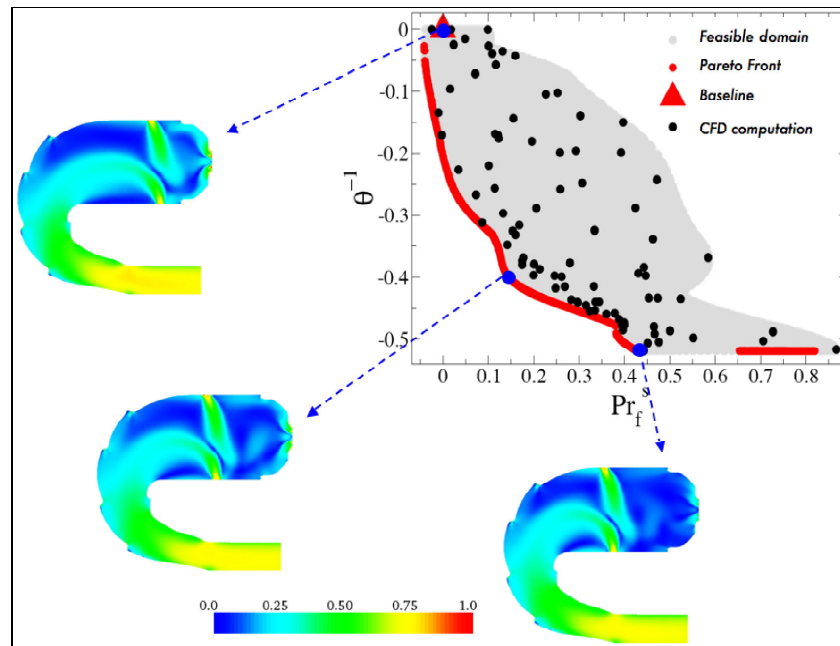 0
-0.1
-0.2
-0.3
-0.4
-0.5
θ⁻¹
Feasible domain
Pareto Front
Baseline
CFD computation
0 0.1 0.2 0.3 0.4 0.5 0.6 0.7 0.8
Pr_f^s
0.0 0.25 0.50 0.75 1.0